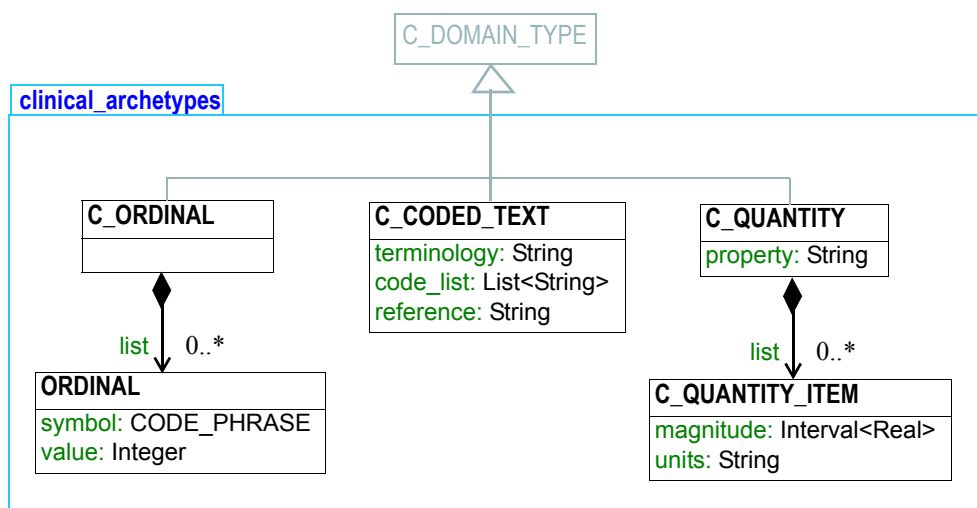 C_DOMAIN_TYPE
clinical_archetypes
C_ORDINAL
C_CODED_TEXT
terminology: String
code_list: List<String>
reference: String
C_QUANTITY
property: String
list 0..*
list 0..*
ORDINAL
symbol: CODE_PHRASE
value: Integer
C_QUANTITY_ITEM
magnitude: Interval<Real>
units: String